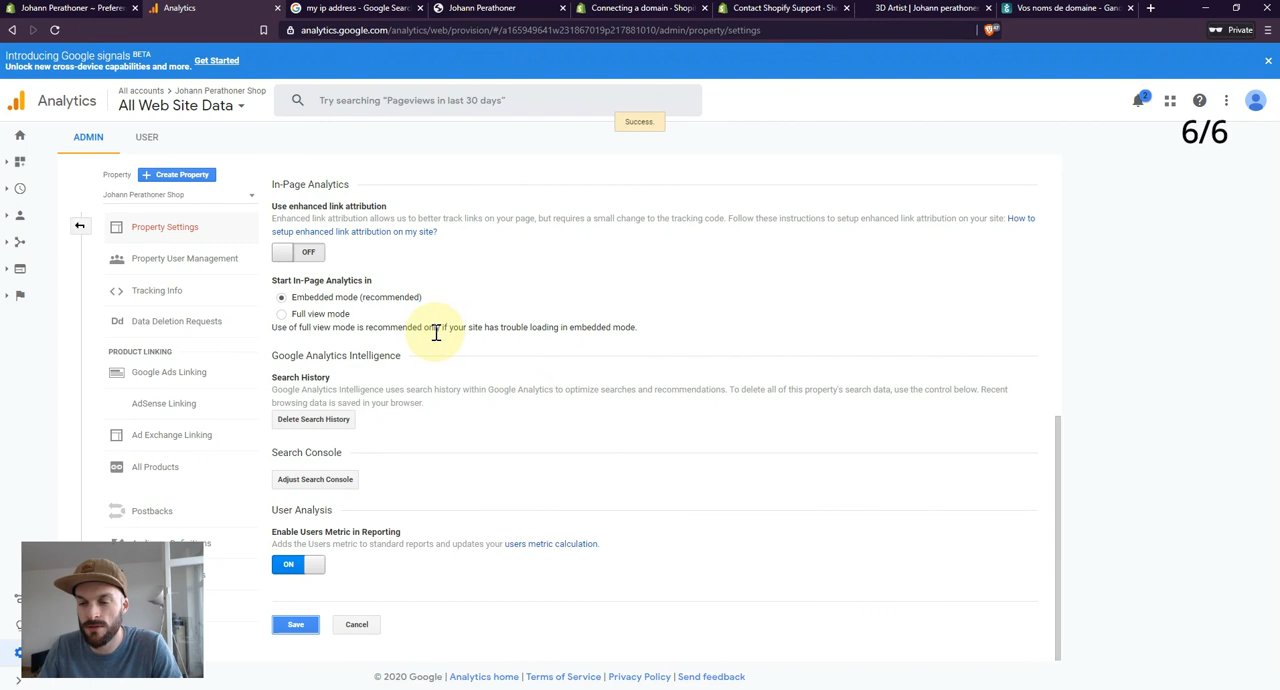 Johann Perathoner ~ Preferer
Analytics
my ip address - Google Searc
Johann Perathoner
Connecting a domain · Shopi
Contact Shopify Support · Sh
3D Artist | Johann perathoner
Vos noms de domaine - Ganc
analytics.google.com/analytics/web/provision/#/a165949641w231867019p217881010/admin/property/settings
Private
Introducing Google signals BETA
Unlock new cross-device capabilities and more.
Get Started
Analytics
All accounts > Johann Perathoner Shop
All Web Site Data
Try searching "Pageviews in last 30 days"
2
Success.
6/6
ADMIN
USER
Property
Create Property
Johann Perathoner Shop
Property Settings
Property User Management
Tracking Info
Dd Data Deletion Requests
PRODUCT LINKING
Google Ads Linking
AdSense Linking
Ad Exchange Linking
All Products
Postbacks
In-Page Analytics
Use enhanced link attribution
Enhanced link attribution allows us to better track links on your page, but requires a small change to the tracking code. Follow these instructions to setup enhanced link attribution on your site: How to
setup enhanced link attribution on my site?
OFF
Start In-Page Analytics in
Embedded mode (recommended)
Full view mode
Use of full view mode is recommended only if your site has trouble loading in embedded mode.
Google Analytics Intelligence
Search History
Google Analytics Intelligence uses search history within Google Analytics to optimize searches and recommendations. To delete all of this property's search data, use the control below. Recent
browsing data is saved in your browser.
Delete Search History
Search Console
Adjust Search Console
User Analysis
Enable Users Metric in Reporting
Adds the Users metric to standard reports and updates your users metric calculation.
ON
Save
Cancel
© 2020 Google | Analytics home | Terms of Service | Privacy Policy | Send feedback